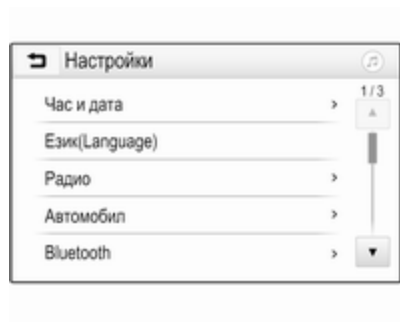 Настройки
1/3
Час и дата
Език(Language)
Радио
Автомобил
Bluetooth